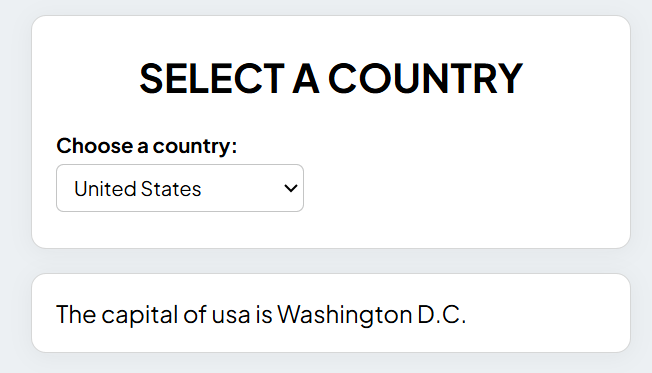 SELECT A COUNTRY
Choose a country:
United States
The capital of usa is Washington D.C.